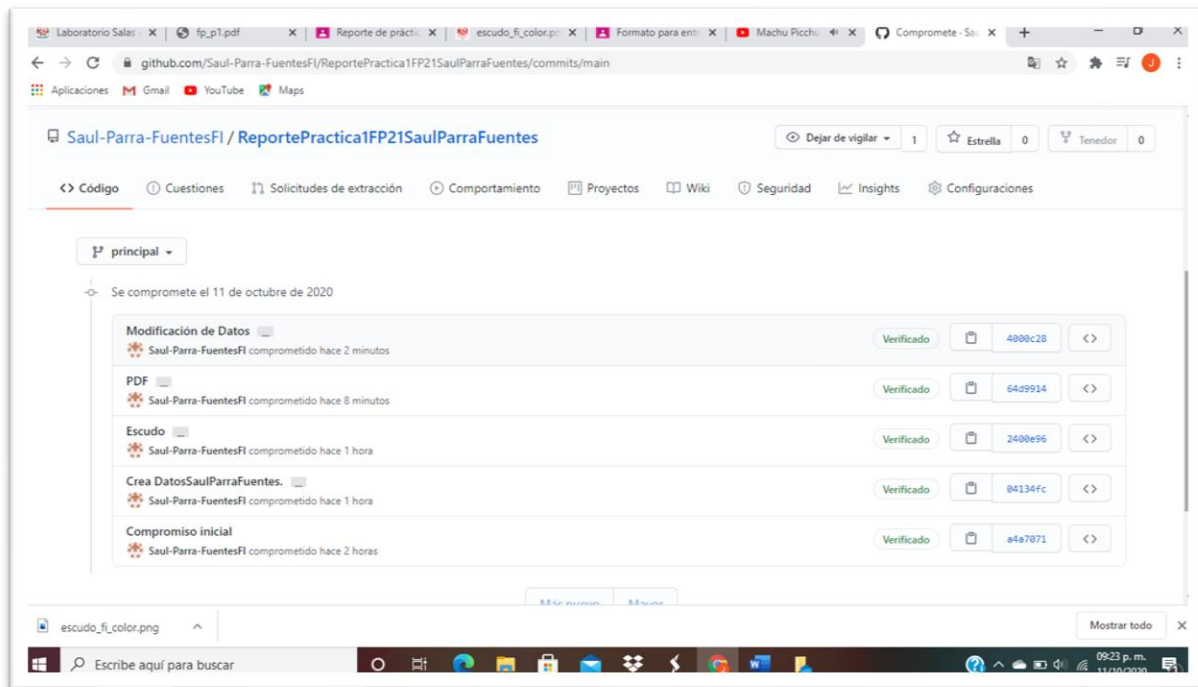 Laboratorio Salas
fp_p1.pdf
Reporte de práctic
escudo_fi_color.pn
Formato para entr
Machu Picchu
Compromete - Sau
github.com/Saul-Parra-FuentesFI/ReportePractica1FP21SaulParraFuentes/commits/main
J
Aplicaciones Gmail YouTube Maps
Saul-Parra-FuentesFI / ReportePractica1FP21SaulParraFuentes
Dejar de vigilar 1 Estrella 0 Tenedor 0
<> Código Cuestiones Solicitudes de extracción Comportamiento Proyectos Wiki Seguridad Insights Configuraciones
principal
Se compromete el 11 de octubre de 2020
Modificación de Datos ...
Saul-Parra-FuentesFI comprometido hace 2 minutos
Verificado 4000c28 <>
PDF ...
Saul-Parra-FuentesFI comprometido hace 8 minutos
Verificado 64d9914 <>
Escudo ...
Saul-Parra-FuentesFI comprometido hace 1 hora
Verificado 2400e96 <>
Crea DatosSaulParraFuentes. ...
Saul-Parra-FuentesFI comprometido hace 1 hora
Verificado 04134fc <>
Compromiso inicial
Saul-Parra-FuentesFI comprometido hace 2 horas
Verificado a4a7071 <>
Más nuevo Mayor
escudo_fi_color.png
Mostrar todo
Escribe aquí para buscar
09:23 p. m.
11/10/2020